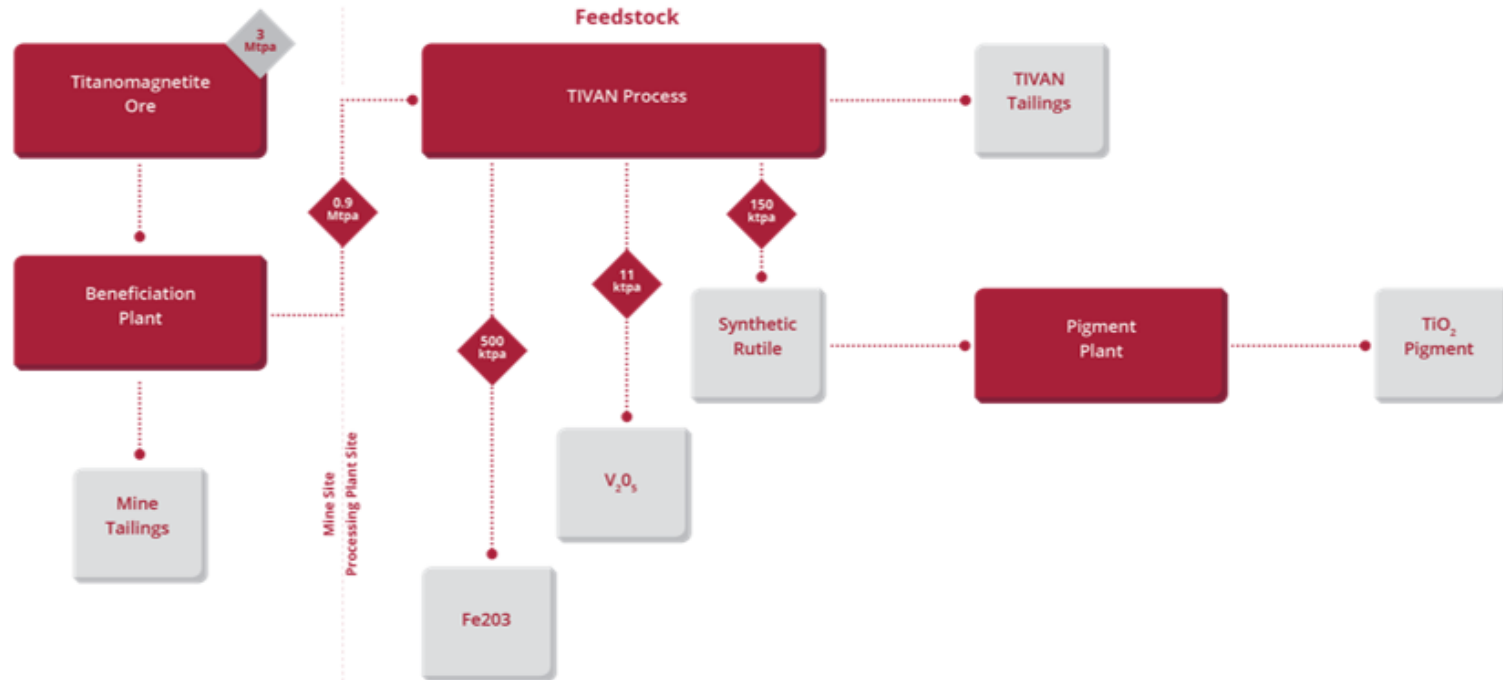 Feedstock
3
Mtpa
Titanomagnetite
Ore
TIVAN Process
TIVAN
Tailings
0.9
Mtpa
150
ktpa
Beneficiation
Plant
11
ktpa
500
ktpa
Synthetic
Rutile
Pigment
Plant
TiO₂
Pigment
Mine
Tailings
Mine Site
Processing Plant Site
V₂0₅
Fe203